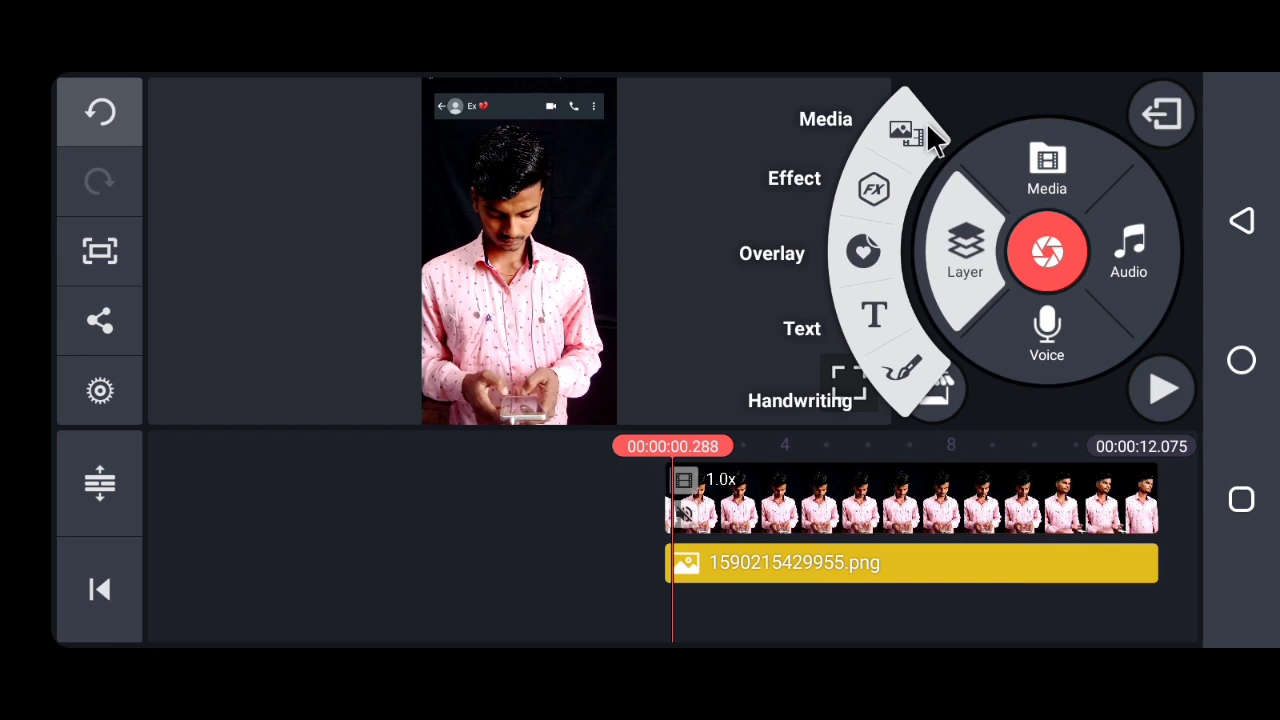 Ex 💔
Media
Effect
Overlay
Text
Handwriting
FX
T
Media
Layer
Audio
Voice
00:00:00.288
4
8
00:00:12.075
1.0x
1590215429955.png